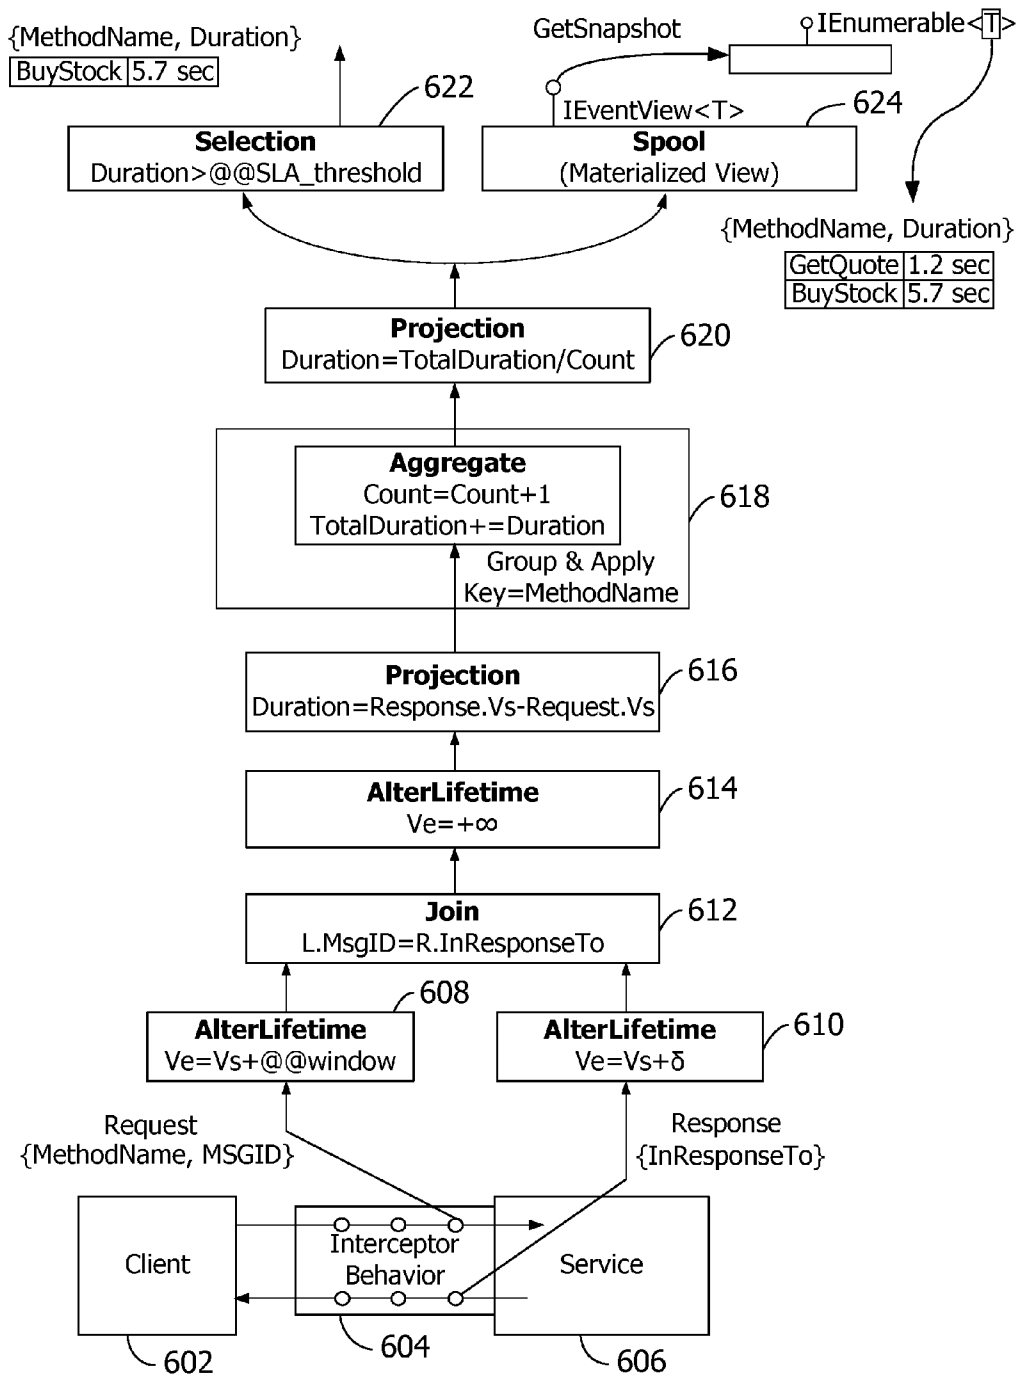 {MethodName, Duration}
BuyStock 5.7 sec
GetSnapshot
IEnumerable<T>
622
IEventView<T>
624
Selection
Duration>@@SLA_threshold
Spool
(Materialized View)
{MethodName, Duration}
GetQuote 1.2 sec
BuyStock 5.7 sec
Projection
Duration=TotalDuration/Count
620
Aggregate
Count=Count+1
TotalDuration+=Duration
618
Group & Apply
Key=MethodName
Projection
Duration=Response.Vs-Request.Vs
616
AlterLifetime
Ve=+∞
614
Join
L.MsgID=R.InResponseTo
612
608
AlterLifetime
Ve=Vs+@@window
AlterLifetime
Ve=Vs+δ
610
Request
{MethodName, MSGID}
Response
{InResponseTo}
Client
Interceptor
Behavior
Service
602
604
606